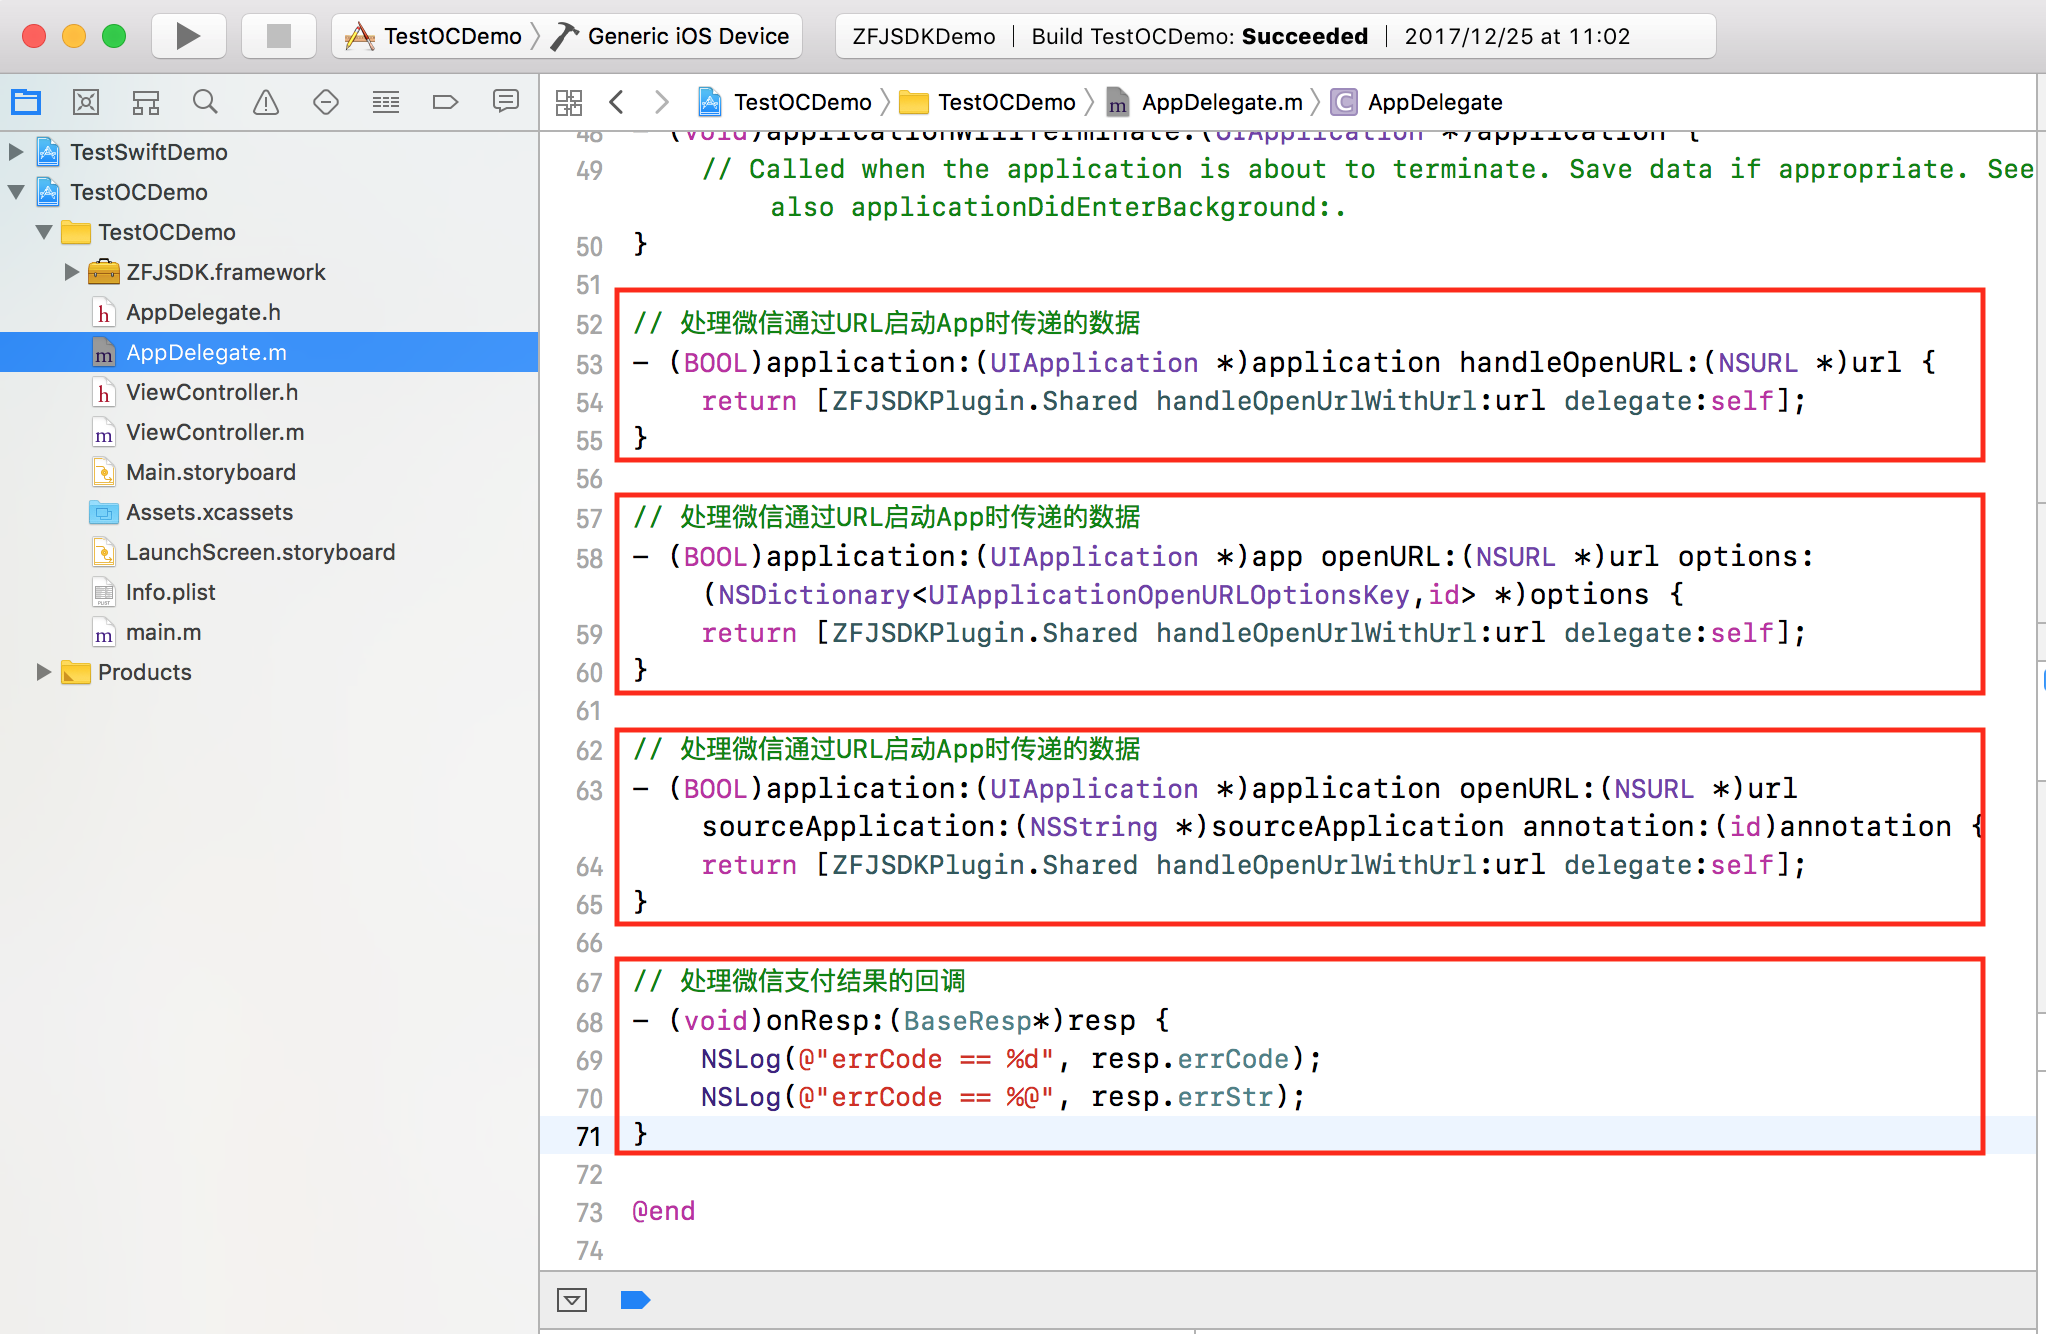 TestOCDemo Generic iOS Device ZFJSDKDemo Build TestOCDemo: Succeeded 2017/12/25 at 11:02
TestOCDemo TestOCDemo AppDelegate.m AppDelegate
TestSwiftDemo
TestOCDemo
TestOCDemo
ZFJSDK.framework
AppDelegate.h
AppDelegate.m
ViewController.h
ViewController.m
Main.storyboard
Assets.xcassets
LaunchScreen.storyboard
Info.plist
main.m
Products
48 - (void)applicationWillTerminate:(UIApplication *)application {
49 // Called when the application is about to terminate. Save data if appropriate. See
also applicationDidEnterBackground:.
50 }
51
52 // 处理微信通过URL启动App时传递的数据
53 - (BOOL)application:(UIApplication *)application handleOpenURL:(NSURL *)url {
54 return [ZFJSDKPlugin.Shared handleOpenUrlWithUrl:url delegate:self];
55 }
56
57 // 处理微信通过URL启动App时传递的数据
58 - (BOOL)application:(UIApplication *)app openURL:(NSURL *)url options:
(NSDictionary<UIApplicationOpenURLOptionsKey,id> *)options {
59 return [ZFJSDKPlugin.Shared handleOpenUrlWithUrl:url delegate:self];
60 }
61
62 // 处理微信通过URL启动App时传递的数据
63 - (BOOL)application:(UIApplication *)application openURL:(NSURL *)url
sourceApplication:(NSString *)sourceApplication annotation:(id)annotation {
64 return [ZFJSDKPlugin.Shared handleOpenUrlWithUrl:url delegate:self];
65 }
66
67 // 处理微信支付结果的回调
68 - (void)onResp:(BaseResp*)resp {
69 NSLog(@"errCode == %d", resp.errCode);
70 NSLog(@"errCode == %@", resp.errStr);
71 }
72
73 @end
74